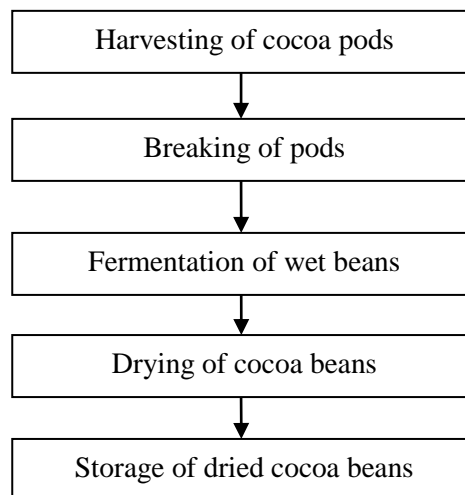 Harvesting of cocoa pods
Breaking of pods
Fermentation of wet beans
Drying of cocoa beans
Storage of dried cocoa beans